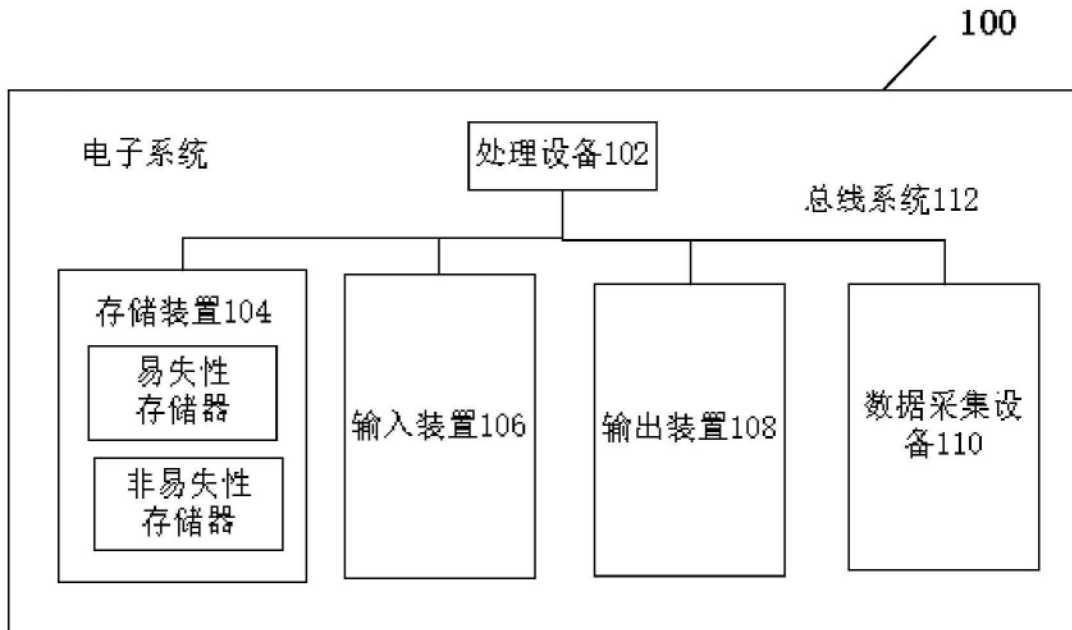 100
电子系统
处理设备102
总线系统112
存储装置104
易失性
存储器
非易失性
存储器
输入装置106
输出装置108
数据采集设
备110